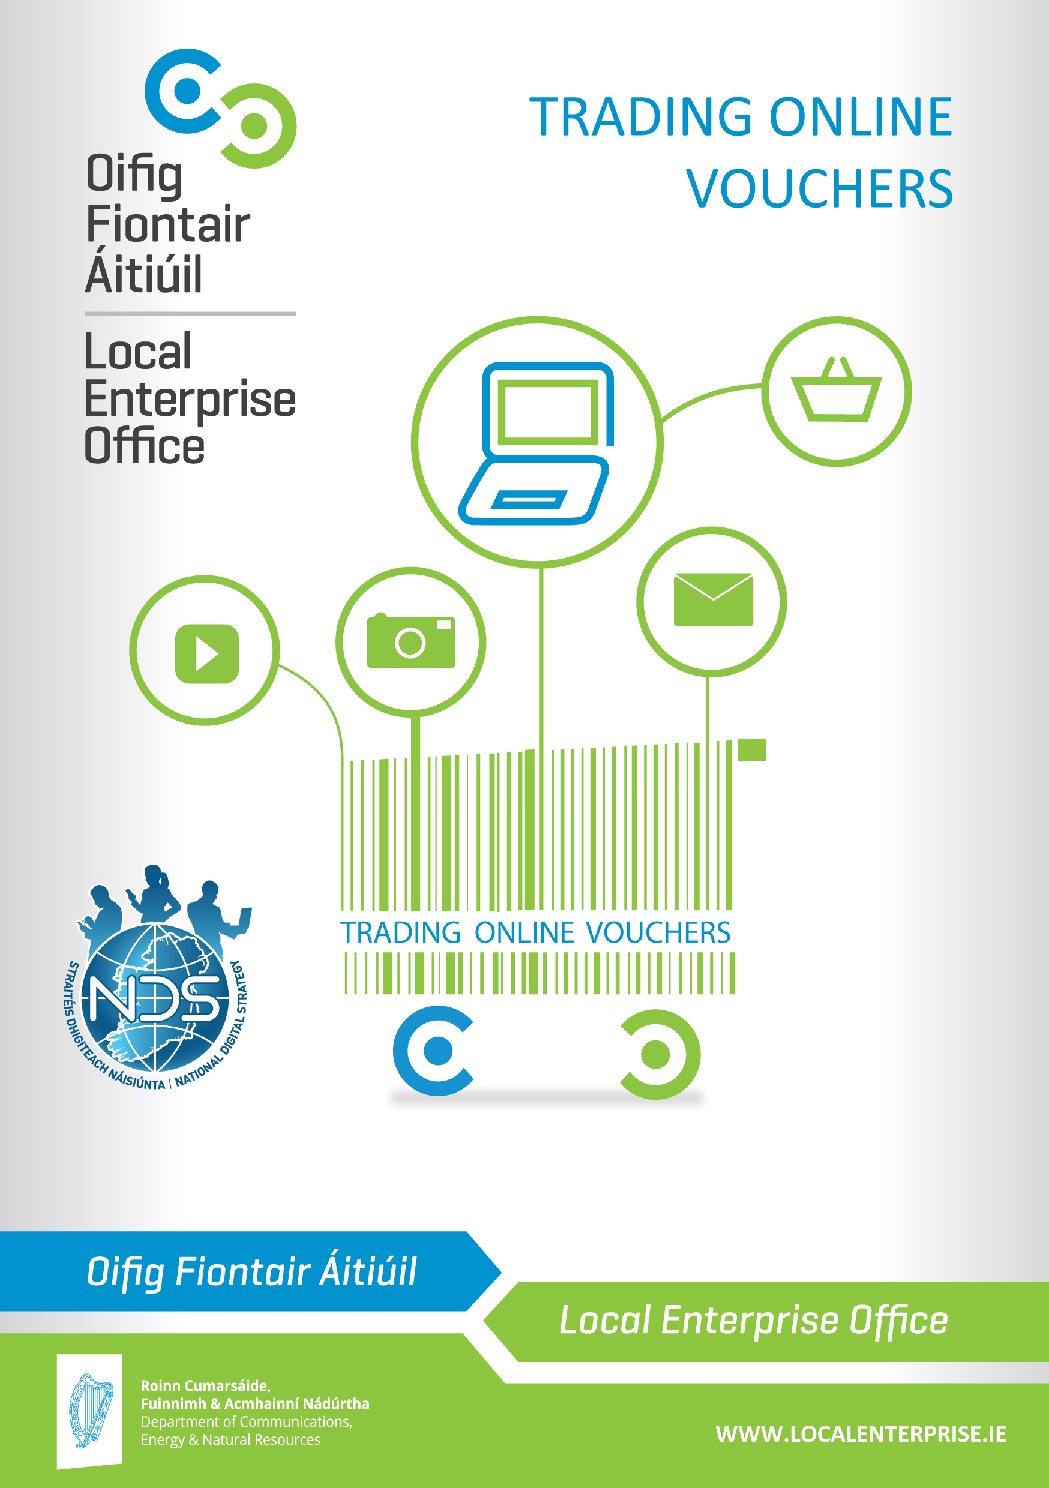 Oifig
Fiontair
Áitiúil
Local
Enterprise
Office
TRADING ONLINE
VOUCHERS
TRADING ONLINE VOUCHERS
NDS
STRAITÉIS DHIGITEACH NÁISIÚNTA | NATIONAL DIGITAL STRATEGY
Oifig Fiontair Áitiúil
Local Enterprise Office
Roinn Cumarsáide,
Fuinnimh & Acmhainní Nádúrtha
Department of Communications,
Energy & Natural Resources
WWW.LOCALENTERPRISE.IE